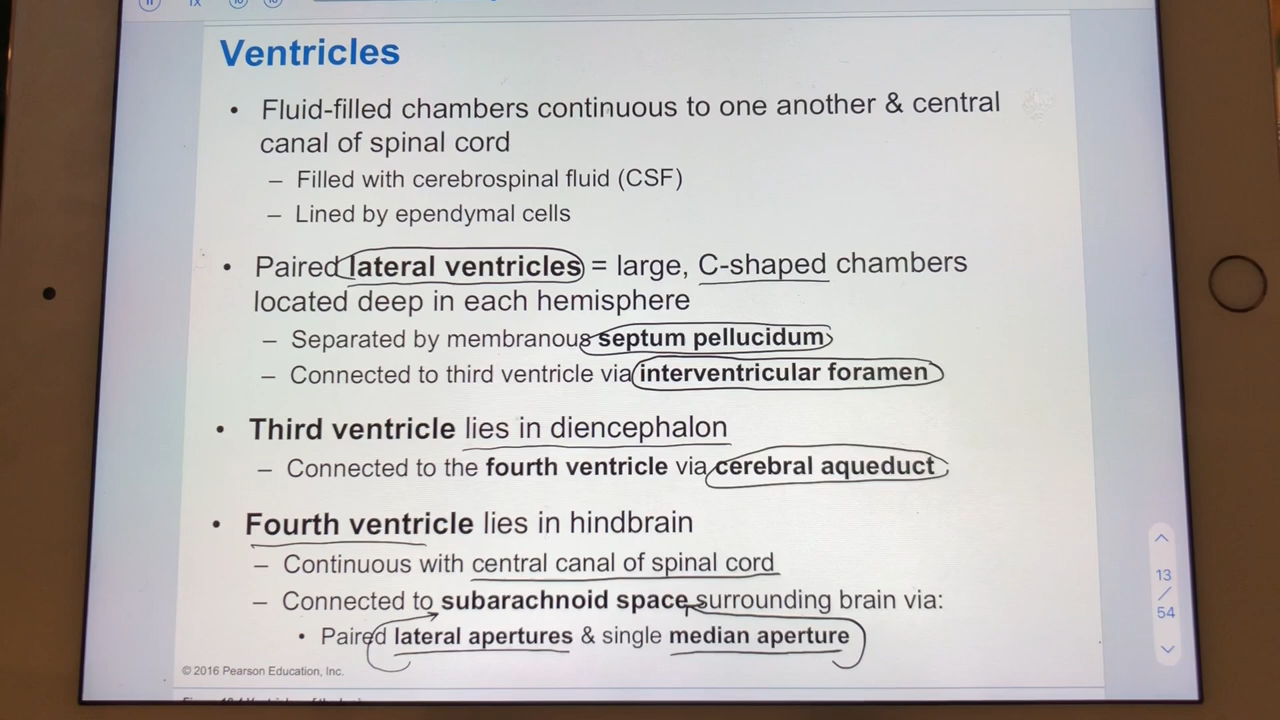 1x 10 10
Ventricles
• Fluid-filled chambers continuous to one another & central
canal of spinal cord
– Filled with cerebrospinal fluid (CSF)
– Lined by ependymal cells
• Paired lateral ventricles = large, C-shaped chambers
located deep in each hemisphere
– Separated by membranous septum pellucidum
– Connected to third ventricle via interventricular foramen
• Third ventricle lies in diencephalon
– Connected to the fourth ventricle via cerebral aqueduct
• Fourth ventricle lies in hindbrain
– Continuous with central canal of spinal cord
– Connected to subarachnoid space surrounding brain via:
• Paired lateral apertures & single median aperture
13
/
54
© 2016 Pearson Education, Inc.